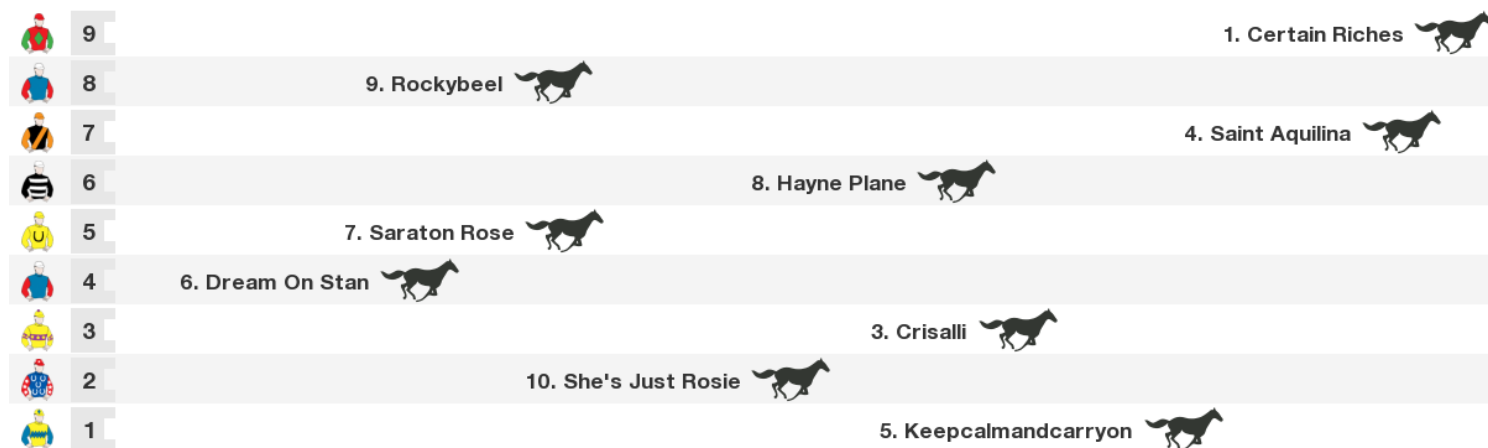 9 1. Certain Riches
8 9. Rockybeel
7 4. Saint Aquilina
6 8. Hayne Plane
5 7. Saraton Rose
4 6. Dream On Stan
3 3. Crisalli
2 10. She's Just Rosie
1 5. Keepcalmandcarryon